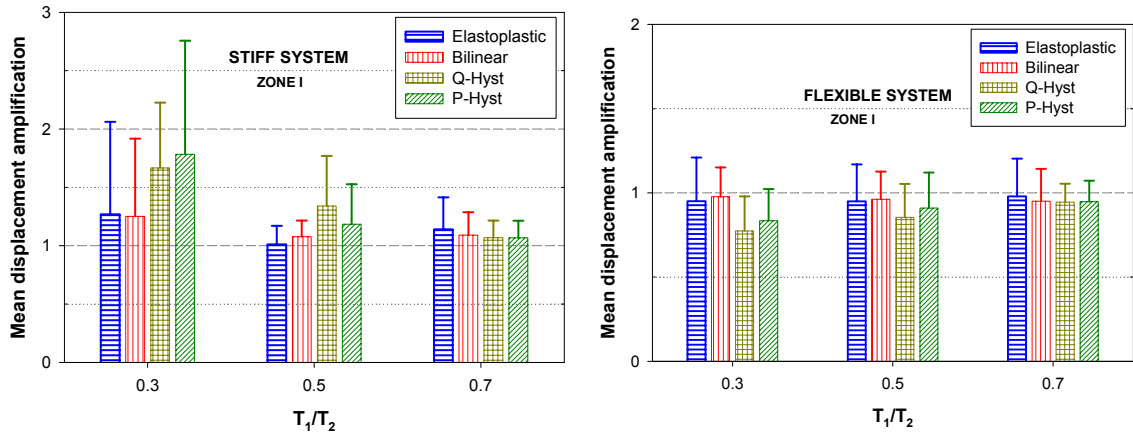 Mean displacement amplification
3
2
1
0
STIFF SYSTEM
ZONE I
Elastoplastic
Bilinear
Q-Hyst
P-Hyst
0.3
0.5
0.7
T₁/T₂
Mean displacement amplification
2
1
0
FLEXIBLE SYSTEM
ZONE I
Elastoplastic
Bilinear
Q-Hyst
P-Hyst
0.3
0.5
0.7
T₁/T₂